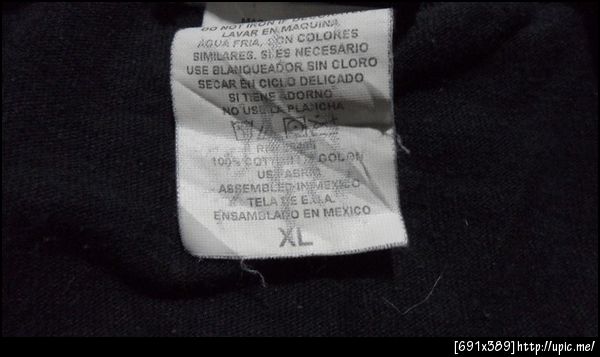 DO NOT IRON IF DECORATED
LAVAR EN MAQUINA,
AGUA FRIA, CON COLORES
SIMILARES. SI ES NECESARIO
USE BLANQUEADOR SIN CLORO
SECAR EN CICLO DELICADO
SI TIENE ADORNO
NO USE LA PLANCHA
100% COTTON
US FABRIC
ASSEMBLED IN MEXICO
TELA DE E.U.A.
ENSAMBLADO EN MEXICO
XL
[691x389]http://upic.me/